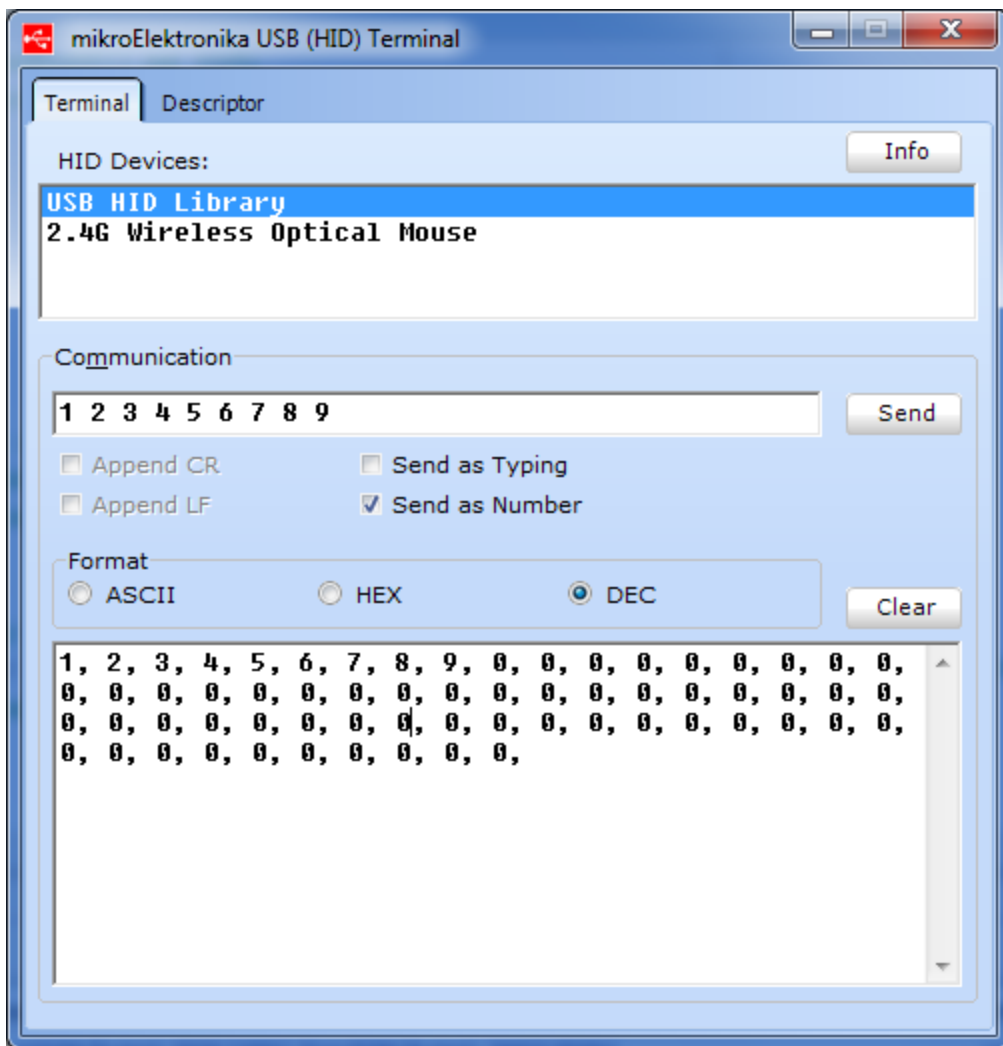 mikroElektronika USB (HID) Terminal
Terminal Descriptor
HID Devices: Info
USB HID Library
2.4G Wireless Optical Mouse
Communication
1 2 3 4 5 6 7 8 9 Send
Append CR Send as Typing
Append LF Send as Number
Format
ASCII HEX DEC Clear
1, 2, 3, 4, 5, 6, 7, 8, 9, 0, 0, 0, 0, 0, 0, 0, 0, 0,
0, 0, 0, 0, 0, 0, 0, 0, 0, 0, 0, 0, 0, 0, 0, 0, 0, 0,
0, 0, 0, 0, 0, 0, 0, 0, 0, 0, 0, 0, 0, 0, 0, 0, 0, 0,
0, 0, 0, 0, 0, 0, 0, 0, 0, 0,